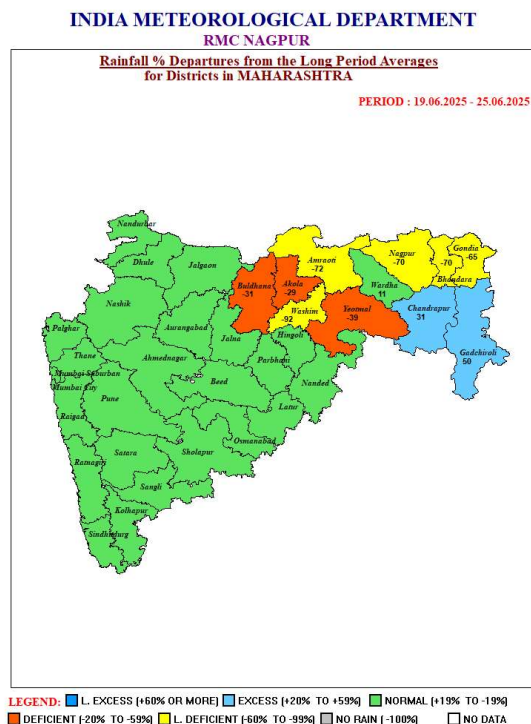 INDIA METEOROLOGICAL DEPARTMENT
RMC NAGPUR
Rainfall % Departures from the Long Period Averages
for Districts in MAHARASHTRA
PERIOD : 19.06.2025 - 25.06.2025
Nandurbar
Dhule
Jalgaon
Buldhana
-31
Akola
-29
Amraoti
-72
Washim
-92
Wardha
11
Nagpur
-70
-70
Bhandara
Gondia
-65
Yeotmal
-39
Chandrapur
31
Gadchiroli
50
Nashik
Aurangabad
Jalna
Hingoli
Parbhani
Nanded
Palghar
Thane
Ahmednagar
Mumbai Suburban
Mumbai City
Beed
Pune
Raigad
Latur
Osmanabad
Satara
Sholapur
Ratnagiri
Sangli
Kolhapur
Sindhudurg
LEGEND: L. EXCESS (+60% OR MORE) EXCESS (+20% TO +59%) NORMAL (+19% TO -19%)
DEFICIENT (-20% TO -59%) L. DEFICIENT (-60% TO -99%) NO RAIN (-100%) NO DATA